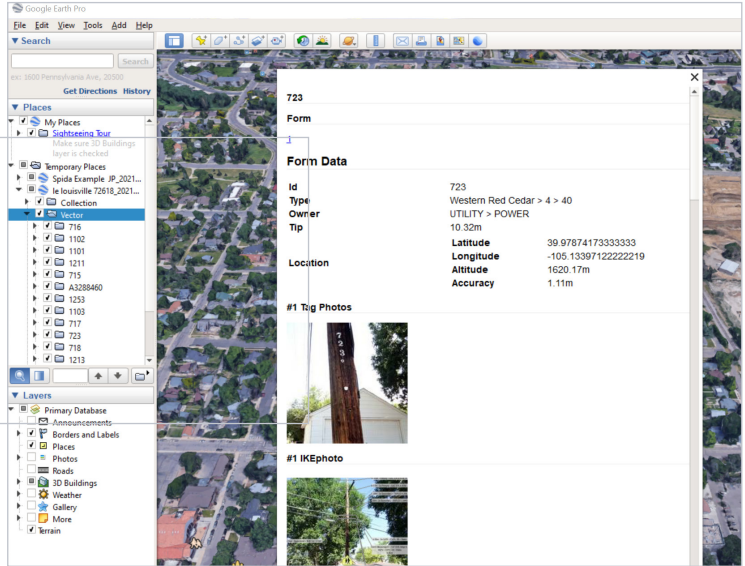 Google Earth Pro
File Edit View Tools Add Help
Search
Search
ex: 1600 Pennsylvania Ave, 20500
Get Directions History
Places
My Places
Sightseeing Tour
Make sure 3D Buildings
layer is checked
Temporary Places
Spida Example JP_2021...
le louisville 72618_2021...
Collection
Vector
716
1102
1101
1211
715
A3288460
1253
1103
717
723
718
1213
Layers
Primary Database
Announcements
Borders and Labels
Places
Photos
Roads
3D Buildings
Weather
Gallery
More
Terrain
723
Form
1
Form Data
Id 723
Type Western Red Cedar > 4 > 40
Owner UTILITY > POWER
Tip 10.32m
Location
Latitude 39.97874173333333
Longitude -105.13397122222219
Altitude 1620.17m
Accuracy 1.11m
#1 Tag Photos
7
2
3
#1 IKEphoto